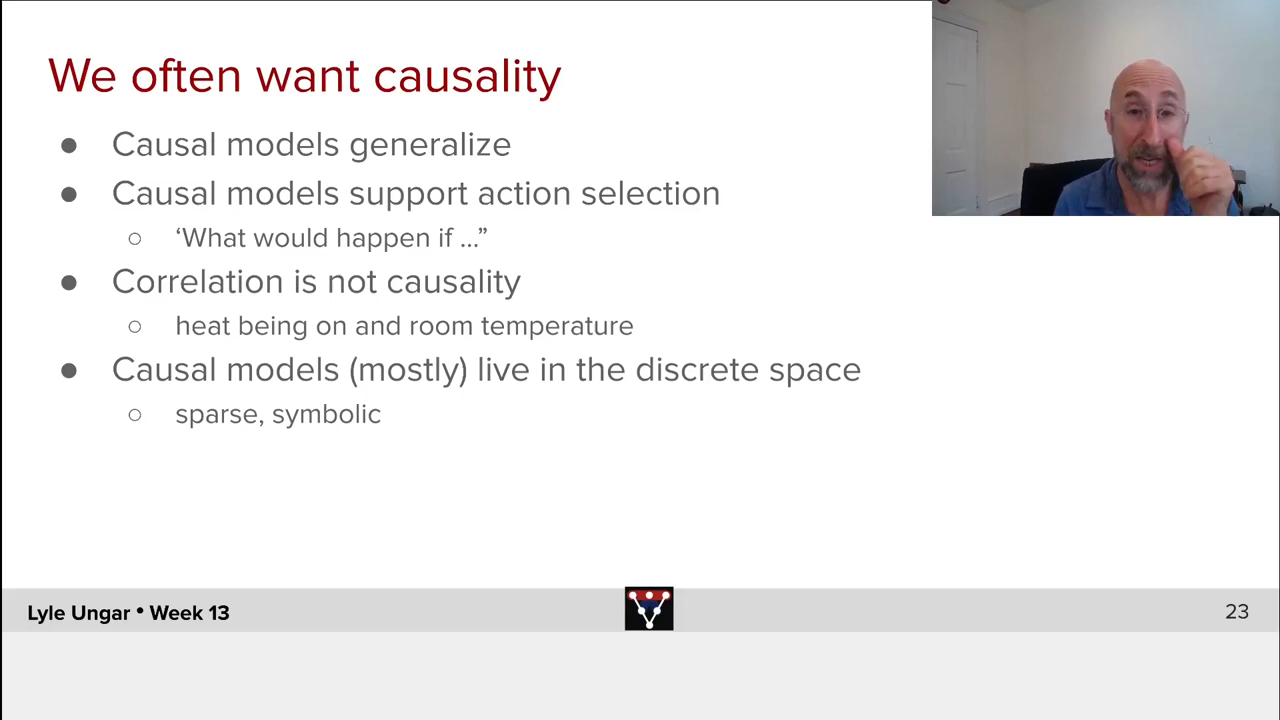 We often want causality
● Causal models generalize
● Causal models support action selection
○ ‘What would happen if ...”
● Correlation is not causality
○ heat being on and room temperature
● Causal models (mostly) live in the discrete space
○ sparse, symbolic
Lyle Ungar • Week 13
23